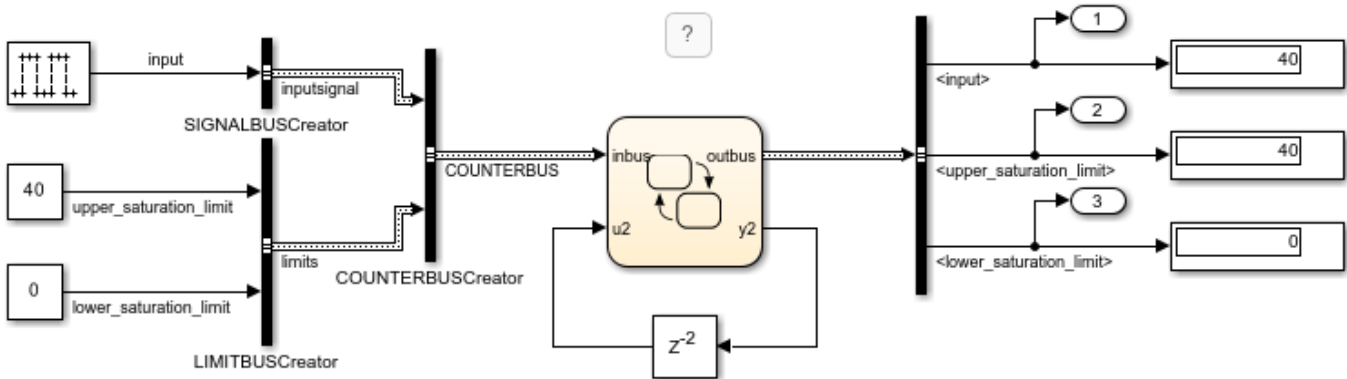 ?
1
input
<input>
40
inputsignal
SIGNALBUSCreator
2
40
upper_saturation_limit
COUNTERBUS
inbus
outbus
<upper_saturation_limit>
40
3
u2
y2
limits
COUNTERBUSCreator
<lower_saturation_limit>
0
0
lower_saturation_limit
LIMITBUSCreator
z-2